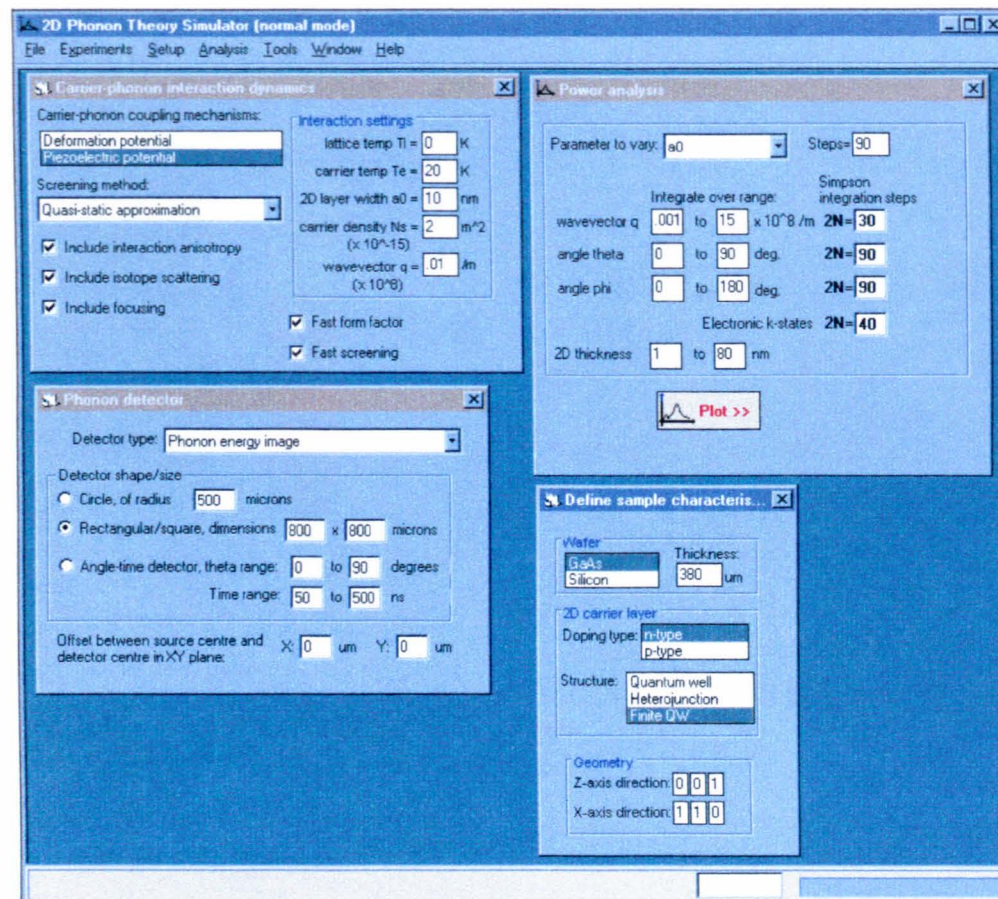 2D Phonon Theory Simulator (normal mode)
File Experiments Setup Analysis Tools Window Help
Carrier-phonon interaction dynamics
Carrier-phonon coupling mechanisms:
Deformation potential
Piezoelectric potential
Screening method:
Quasi-static approximation
Include interaction anisotropy
Include isotope scattering
Include focusing
Interaction settings
lattice temp Tl = 0 K
carrier temp Te = 20 K
2D layer width a0 = 10 nm
carrier density Ns = 2 m^2
(x 10^-15)
wavevector q = .01 /m
(x 10^8)
Fast form factor
Fast screening
Power analysis
Parameter to vary: a0 Steps= 90
Integrate over range: Simpson integration steps
wavevector q .001 to 15 x 10^8 /m 2N= 30
angle theta 0 to 90 deg. 2N= 90
angle phi 0 to 180 deg. 2N= 90
Electronic k-states 2N= 40
2D thickness 1 to 80 nm
Plot >>
Phonon detector
Detector type: Phonon energy image
Detector shape/size
Circle, of radius 500 microns
Rectangular/square, dimensions 800 x 800 microns
Angle-time detector, theta range: 0 to 90 degrees
Time range: 50 to 500 ns
Offset between source centre and
detector centre in XY plane: X: 0 um Y: 0 um
Define sample characteris...
Wafer
GaAs
Silicon
Thickness:
380 um
2D carrier layer
Doping type: n-type
p-type
Structure: Quantum well
Heterojunction
Finite QW
Geometry
Z-axis direction: 0 0 1
X-axis direction: 1 1 0